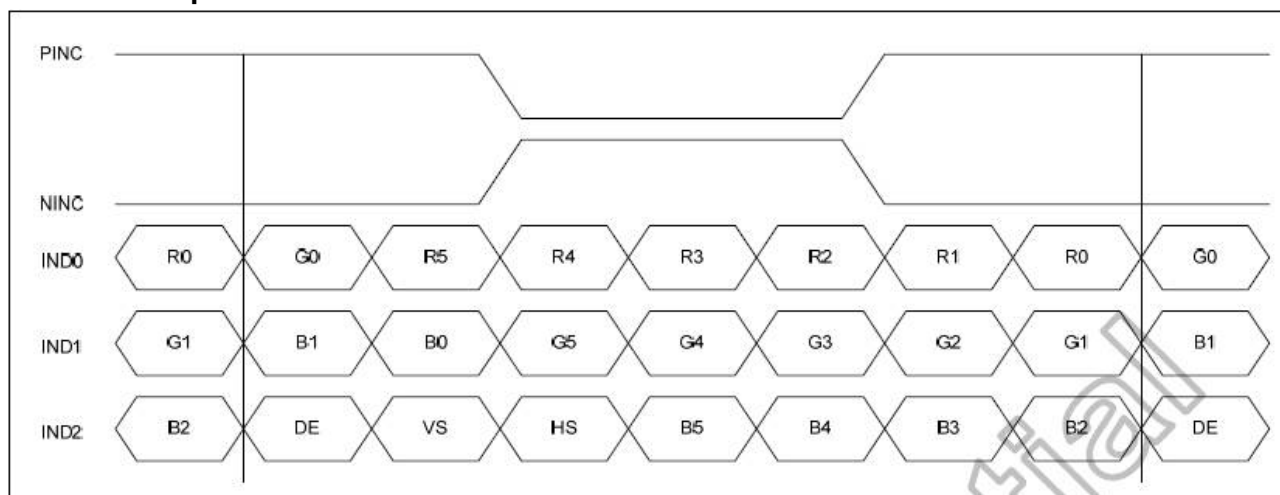 PINC
NINC
IND0 R0 G0 R5 R4 R3 R2 R1 R0 G0
IND1 G1 B1 B0 G5 G4 G3 G2 G1 B1
IND2 B2 DE VS HS B5 B4 B3 B2 DE